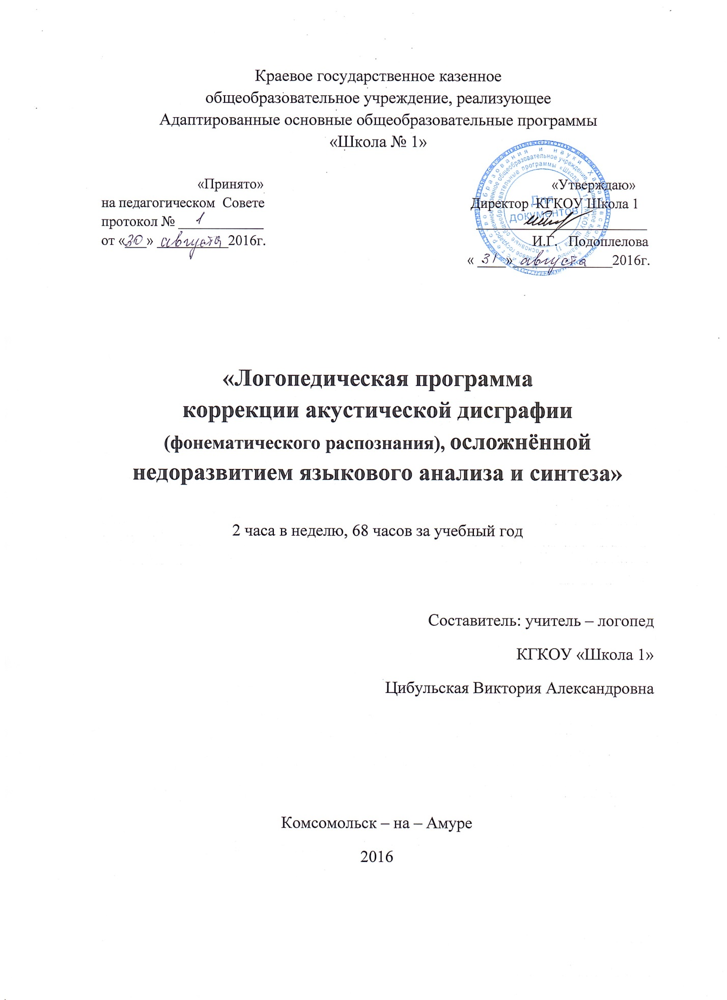 Краевое государственное казенное
общеобразовательное учреждение, реализующее
Адаптированные основные общеобразовательные программы
«Школа № 1»
«Принято»
на педагогическом Совете
протокол № 1
от «30» августа 2016г.
«Утверждаю»
Директор КГКОУ Школа 1
И.Г. Подоплелова
«31» августа 2016г.
Для
документов
«Логопедическая программа
коррекции акустической дисграфии
(фонематического распознания), осложнённой
недоразвитием языкового анализа и синтеза»
2 часа в неделю, 68 часов за учебный год
Составитель: учитель – логопед
КГКОУ «Школа 1»
Цибульская Виктория Александровна
Комсомольск – на – Амуре
2016